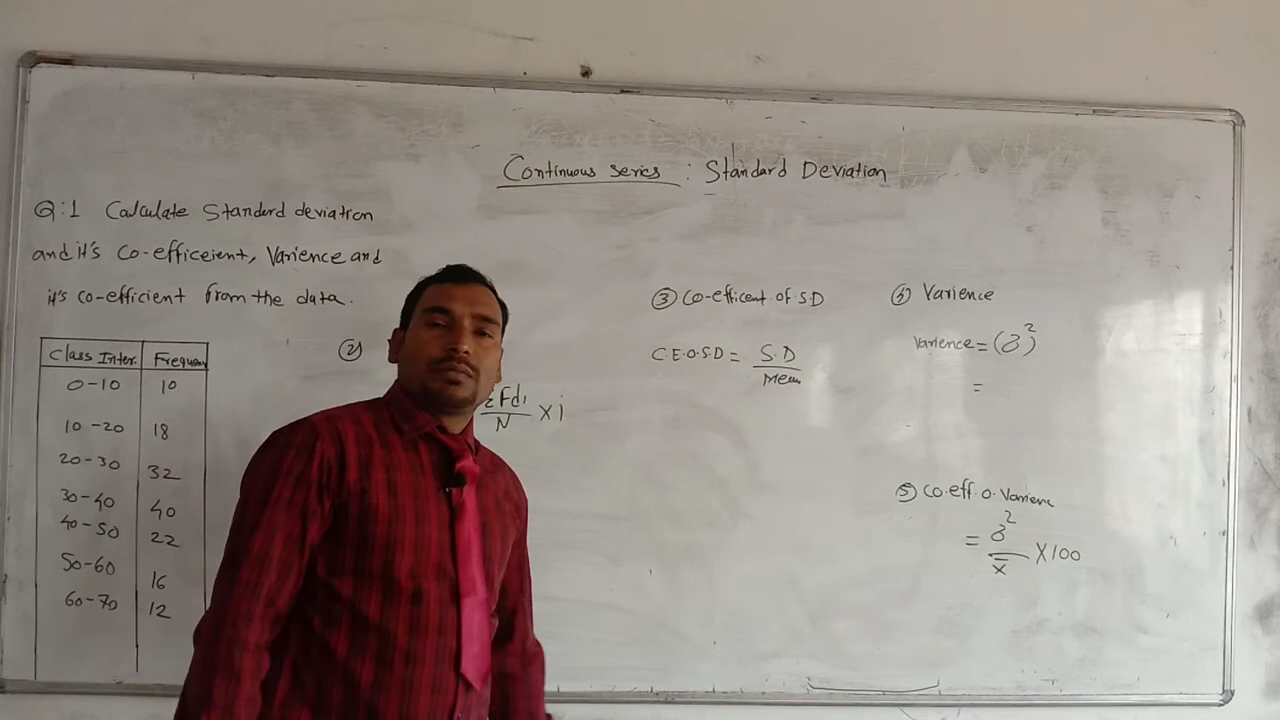 Continuous series : Standard Deviation
Q:1 Calculate Standerd deviation
and it's co-efficeient, Varience and
it's co-efficient from the data.
Class Inter. Frequen
0-10 10
10-20 18
20-30 32
30-40 40
40-50 22
50-60 16
60-70 12
②
ΣFd'
N
× i
③ Co-efficent of S.D
C.E.O.S.D = S.D
Mean
④ Varience
Varience = (σ)²
=
⑤ Co.eff.o. Varienc
= σ²
x̄
×100